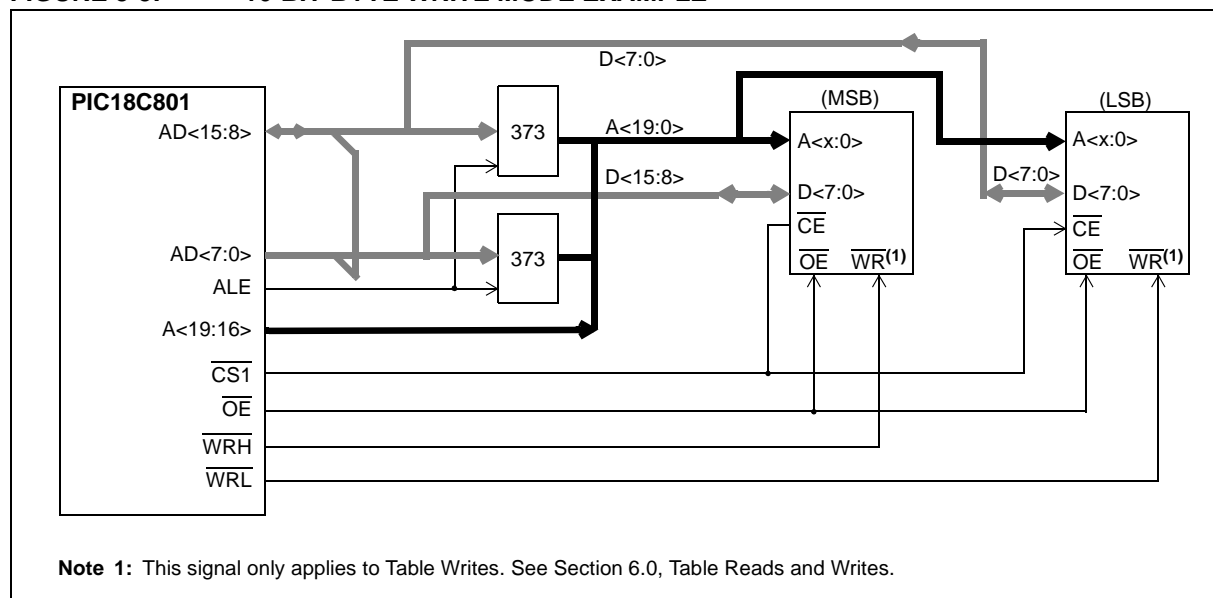 D<7:0>
PIC18C801
(MSB)
(LSB)
AD<15:8>
373
A<19:0>
A<x:0>
A<x:0>
D<15:8>
D<7:0>
D<7:0>
D<7:0>
CE
CE
AD<7:0>
373
OE
WR(1)
OE
WR(1)
ALE
A<19:16>
CS1
OE
WRH
WRL
Note 1: This signal only applies to Table Writes. See Section 6.0, Table Reads and Writes.